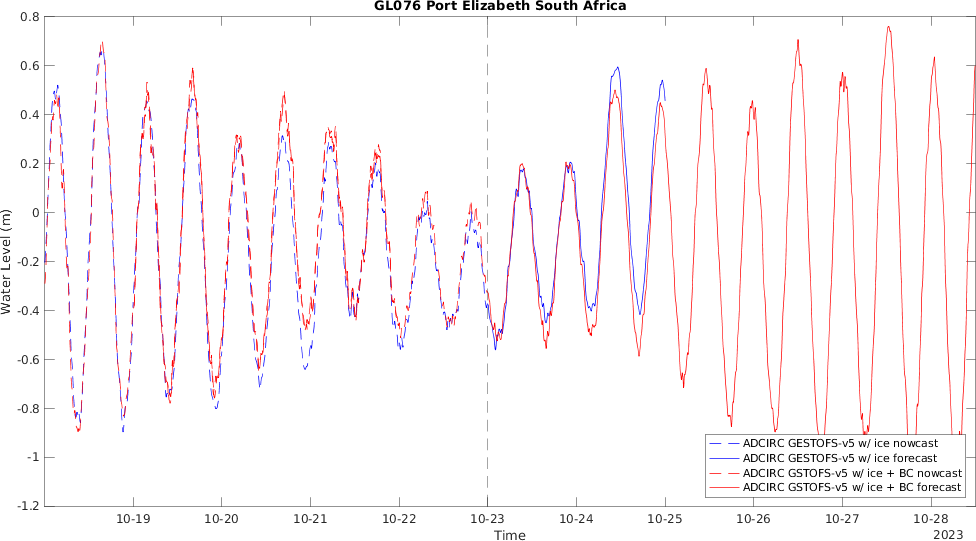 GL076 Port Elizabeth South Africa
0.8
0.6
0.4
0.2
0
-0.2
-0.4
-0.6
-0.8
-1
-1.2
Water Level (m)
ADCIRC GESTOFS-v5 w/ ice nowcast
ADCIRC GESTOFS-v5 w/ ice forecast
ADCIRC GSTOFS-v5 w/ ice + BC nowcast
ADCIRC GSTOFS-v5 w/ ice + BC forecast
10-19 10-20 10-21 10-22 10-23 10-24 10-25 10-26 10-27 10-28
Time
2023